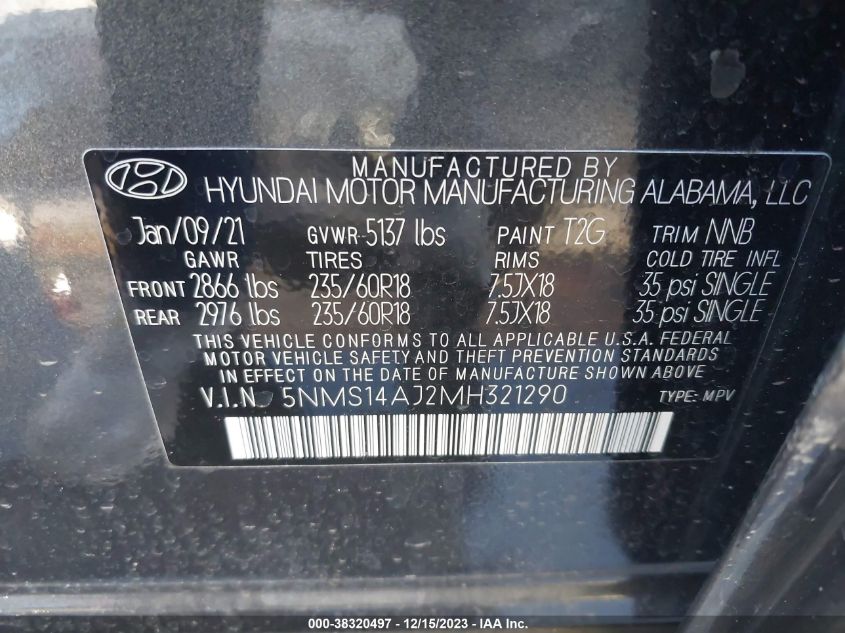 MANUFACTURED BY
HYUNDAI MOTOR MANUFACTURING ALABAMA, LLC
Jan/09/21 GVWR 5137 lbs PAINT T2G TRIM NNB
GAWR TIRES RIMS COLD TIRE INFL
FRONT 2866 lbs 235/60R18 7.5JX18 35 psi SINGLE
REAR 2976 lbs 235/60R18 7.5JX18 35 psi SINGLE
THIS VEHICLE CONFORMS TO ALL APPLICABLE U.S.A. FEDERAL
MOTOR VEHICLE SAFETY AND THEFT PREVENTION STANDARDS
IN EFFECT ON THE DATE OF MANUFACTURE SHOWN ABOVE.
V.I.N. 5NMS14AJ2MH321290 TYPE: MPV
000-38320497 - 12/15/2023 - IAA Inc.